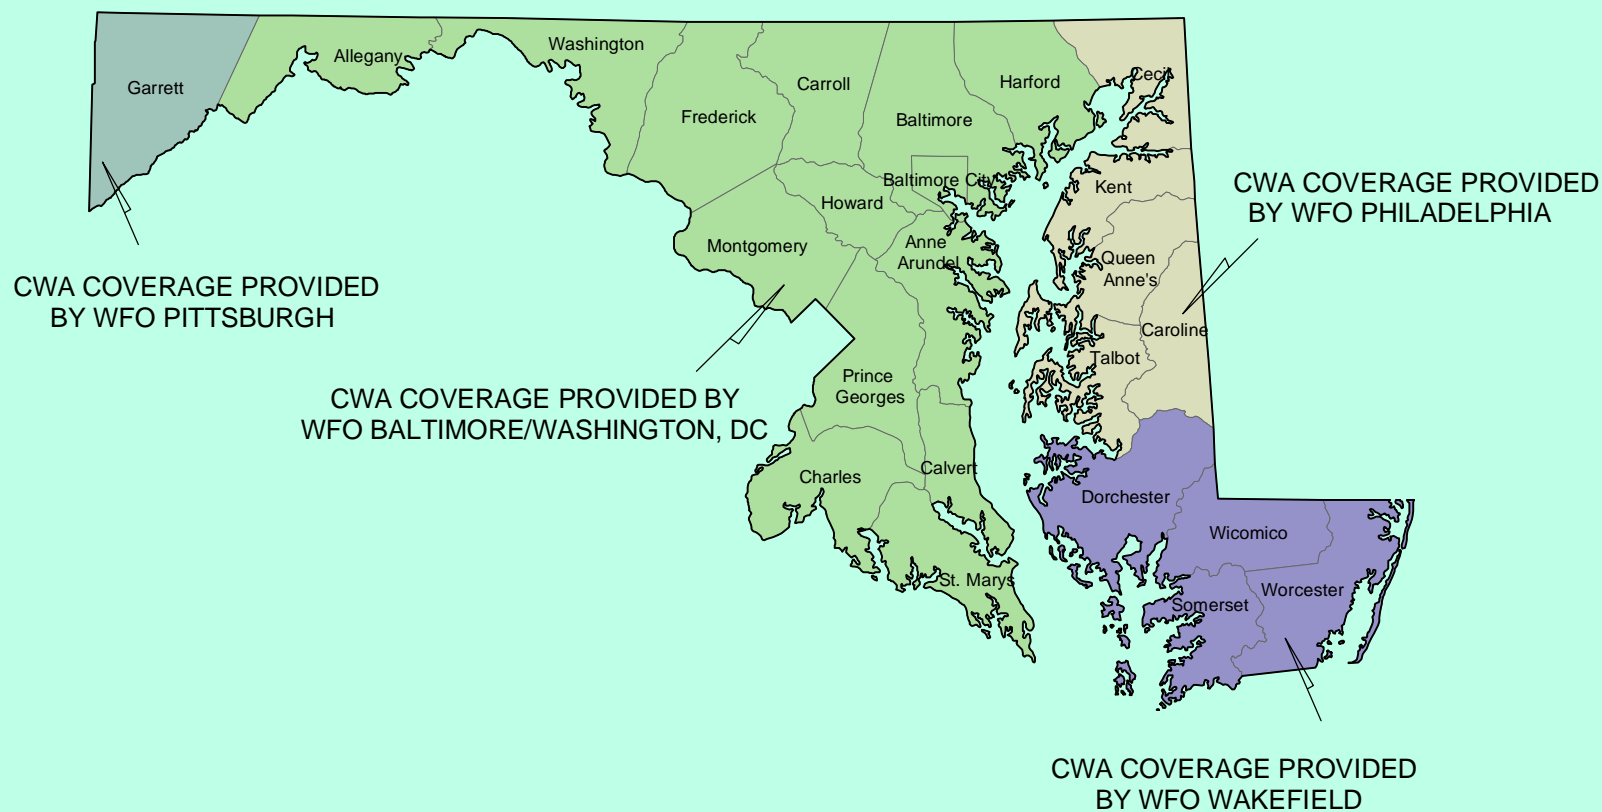 Garrett
Allegany
Washington
Frederick
Carroll
Baltimore
Harford
Cecil
Baltimore City
Howard
Montgomery
Anne
Arundel
Kent
Queen
Anne's
Caroline
Talbot
Prince
Georges
Charles
Calvert
St. Marys
Dorchester
Wicomico
Worcester
Somerset
CWA COVERAGE PROVIDED
BY WFO PITTSBURGH
CWA COVERAGE PROVIDED BY
WFO BALTIMORE/WASHINGTON, DC
CWA COVERAGE PROVIDED
BY WFO PHILADELPHIA
CWA COVERAGE PROVIDED
BY WFO WAKEFIELD